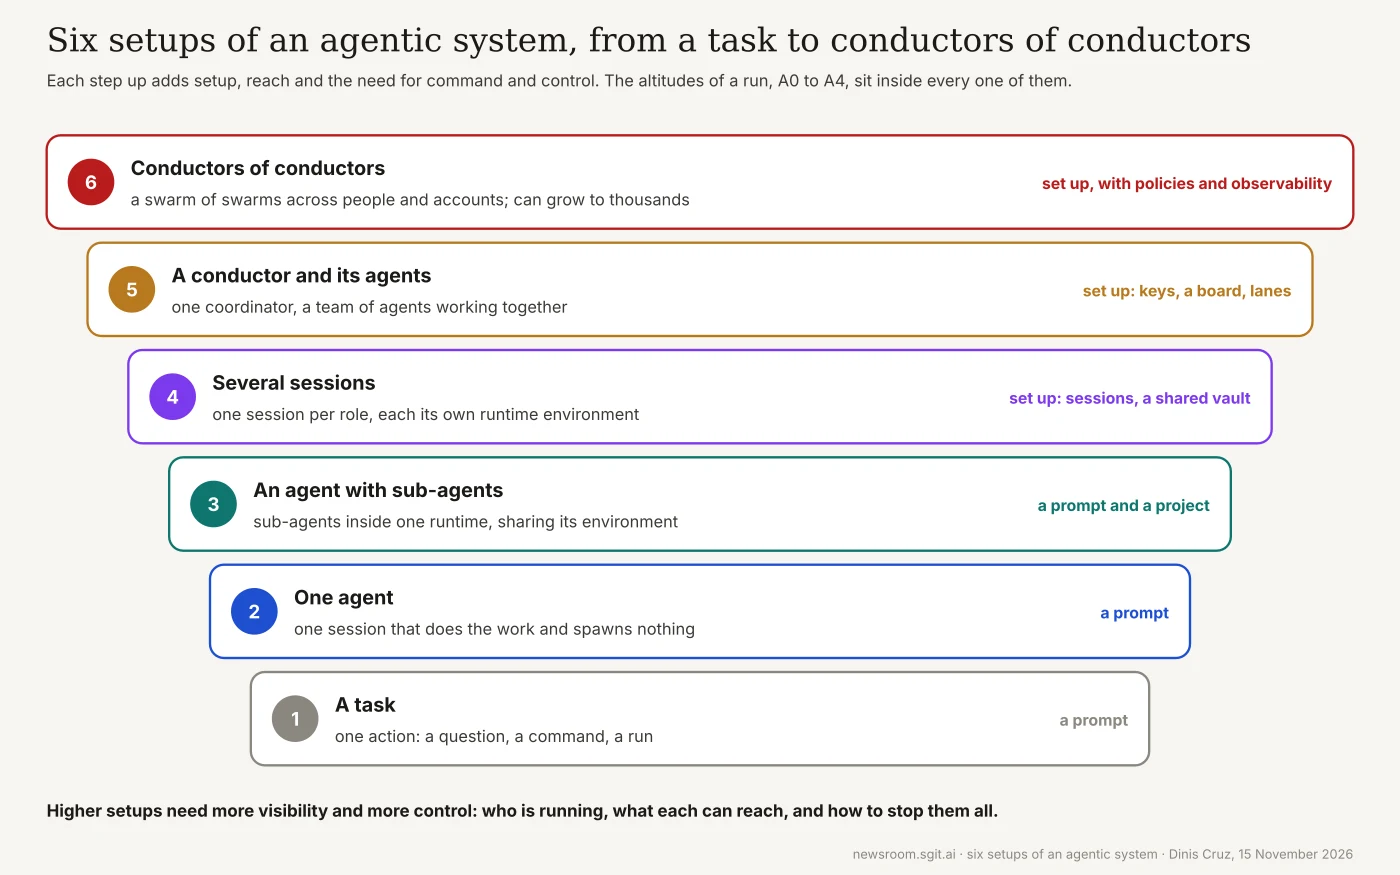 Six setups of an agentic system, from a task to conductors of conductors
Each step up adds setup, reach and the need for command and control. The altitudes of a run, A0 to A4, sit inside every one of them.
6
Conductors of conductors
a swarm of swarms across people and accounts; can grow to thousands
set up, with policies and observability
5
A conductor and its agents
one coordinator, a team of agents working together
set up: keys, a board, lanes
4
Several sessions
one session per role, each its own runtime environment
set up: sessions, a shared vault
3
An agent with sub-agents
sub-agents inside one runtime, sharing its environment
a prompt and a project
2
One agent
one session that does the work and spawns nothing
a prompt
1
A task
one action: a question, a command, a run
a prompt
Higher setups need more visibility and more control: who is running, what each can reach, and how to stop them all.
newsroom.sgit.ai · six setups of an agentic system · Dinis Cruz, 15 November 2026